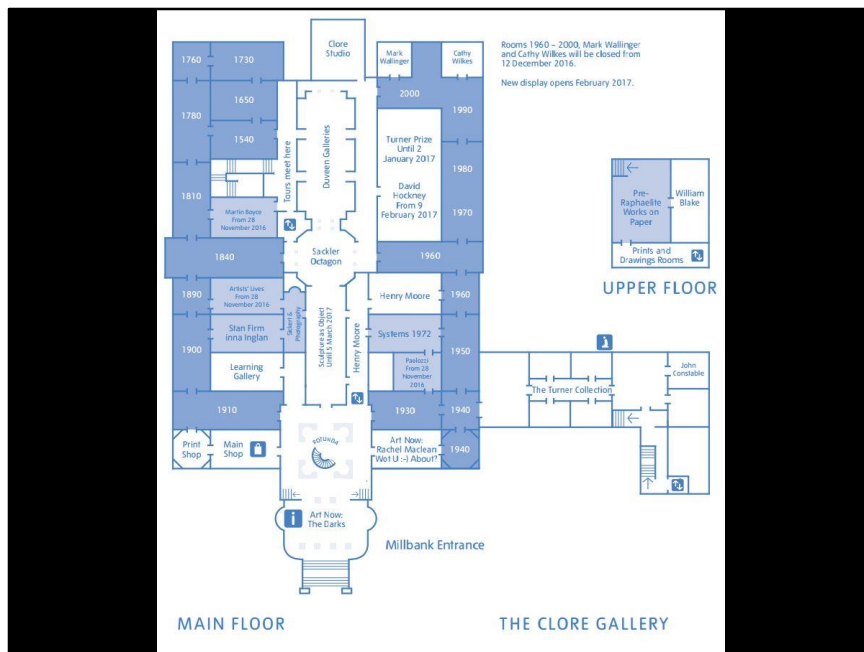 Clore
Studio
Mark
Wallinger
Cathy
Wilkes
Rooms 1960 – 2000, Mark Wallinger
and Cathy Wilkes will be closed from
12 December 2016.
New display opens February 2017.
1760
1730
2000
1990
1650
1780
1540
Tours meet here
Duveen Galleries
Turner Prize
Until 2
January 2017
David
Hockney
From 9
February 2017
1980
1970
1810
Martin Boyce
From 28
November 2016
Pre-
Raphaelite
Works on
Paper
William
Blake
Prints and
Drawings Rooms
UPPER FLOOR
1840
Sackler
Octagon
1960
1890
Artists' Lives
From 28
November 2016
Sickert &
Photography
Sculpture as Object
Until 5 March 2017
Henry Moore
Henry Moore
1960
Stan Firm
inna Inglan
Systems 1972
1900
1950
Learning
Gallery
Paolozzi
From 28
November
2016
The Turner Collection
John
Constable
1910
1930
1940
Print
Shop
Main
Shop
ROTUNDA
Art Now:
Rachel Maclean
Wot U :-) About?
1940
i
Art Now:
The Darks
Millbank Entrance
MAIN FLOOR
THE CLORE GALLERY